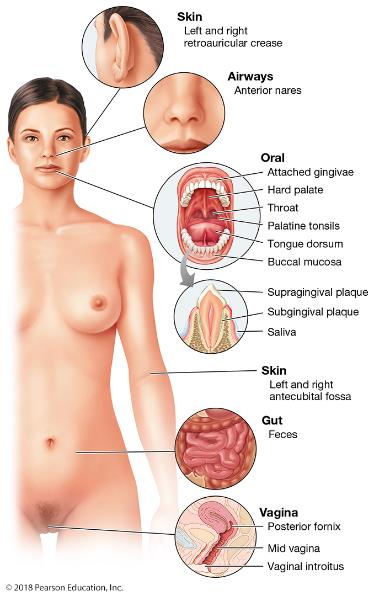 Skin
Left and right
retroauricular crease
Airways
Anterior nares
Oral
Attached gingivae
Hard palate
Throat
Palatine tonsils
Tongue dorsum
Buccal mucosa
Supragingival plaque
Subgingival plaque
Saliva
Skin
Left and right
antecubital fossa
Gut
Feces
Vagina
Posterior fornix
Mid vagina
Vaginal introitus
© 2018 Pearson Education, Inc.